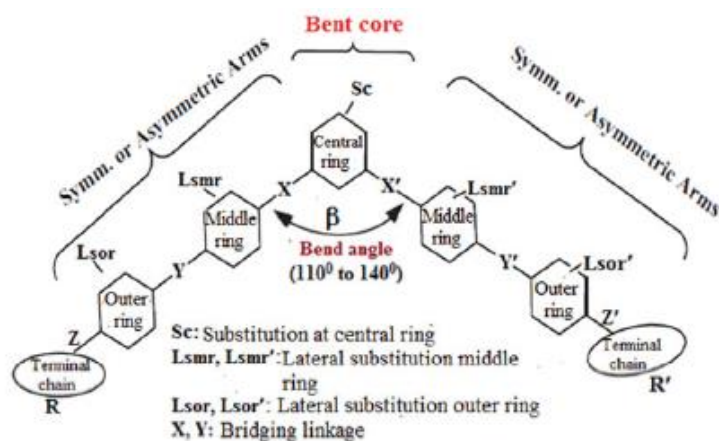 Bent core
Symm. or Asymmetric Arms
Symm. or Asymmetric Arms
Sc
Central
ring
X
X'
Lsmr
Lsmr'
Middle
ring
Middle
ring
β
Bend angle
(110⁰ to 140⁰)
Lsor
Lsor'
Y
Y'
Outer
ring
Outer
ring
Z
Z'
Terminal
chain
Terminal
chain
R
R'
Sc: Substitution at central ring
Lsmr, Lsmr': Lateral substitution middle
ring
Lsor, Lsor': Lateral substitution outer ring
X, Y: Bridging linkage